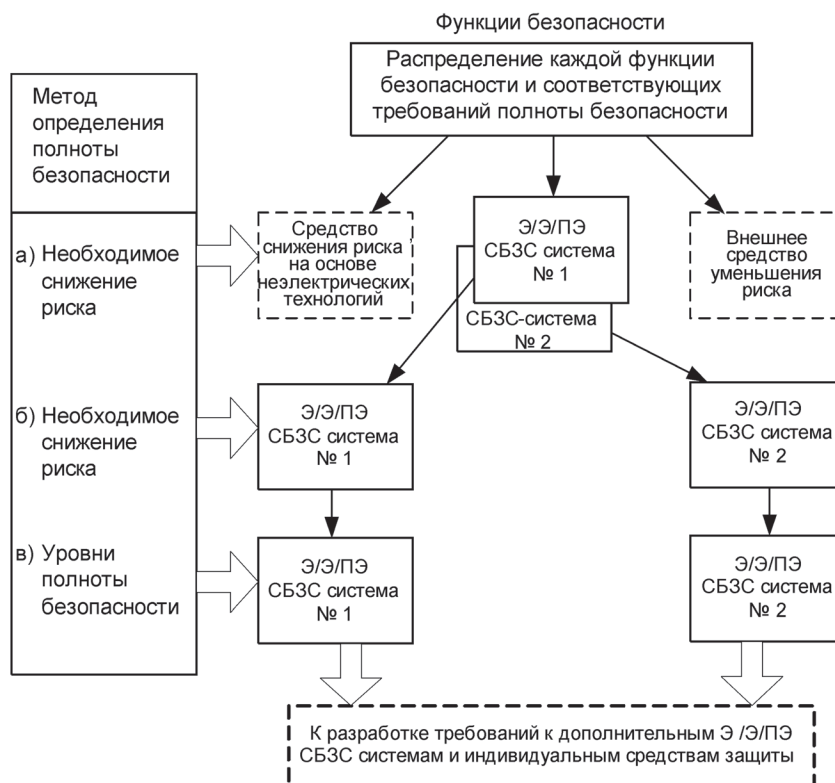 Функции безопасности
Распределение каждой функции
безопасности и соответствующих
требований полноты безопасности
Метод
определения
полноты
безопасности
а) Необходимое
снижение
риска
Средство
снижения риска
на основе
неэлектрических
технологий
Э/Э/ПЭ
СБЗС система
№ 1
СБЗС-система
№ 2
Внешнее
средство
уменьшения
риска
б) Необходимое
снижение
риска
Э/Э/ПЭ
СБЗС система
№ 1
Э/Э/ПЭ
СБЗС система
№ 2
в) Уровни
полноты
безопасности
Э/Э/ПЭ
СБЗС система
№ 1
Э/Э/ПЭ
СБЗС система
№ 2
К разработке требований к дополнительным Э /Э/ПЭ
СБЗС системам и индивидуальным средствам защиты